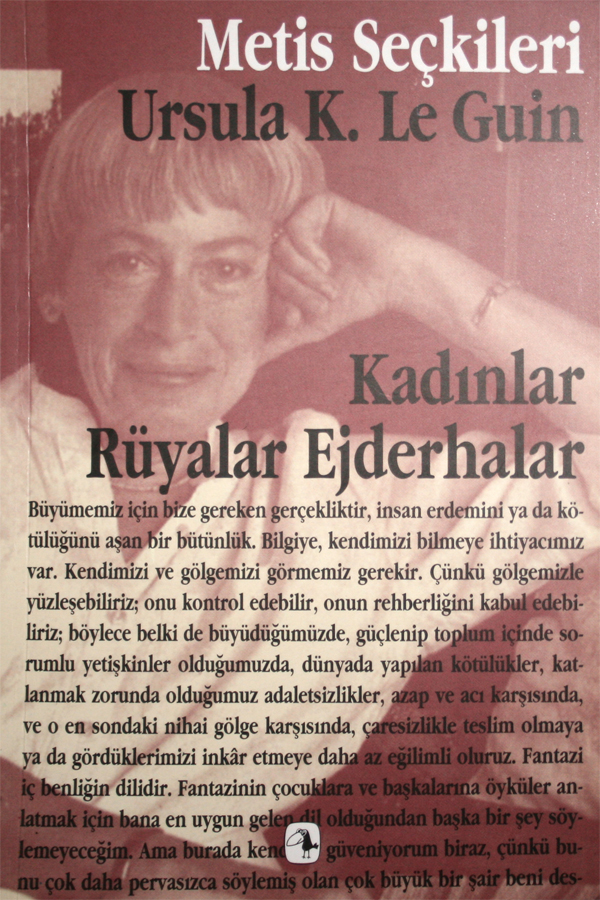 Metis Seçkileri
Ursula K. Le Guin
Kadınlar
Rüyalar Ejderhalar
Büyümemiz için bize gereken gerçekliktir, insan erdemini ya da kö-
tülüğünü aşan bir bütünlük. Bilgiye, kendimizi bilmeye ihtiyacımız
var. Kendimizi ve gölgemizi görmemiz gerekir. Çünkü gölgemizle
yüzleşebiliriz; onu kontrol edebilir, onun rehberliğini kabul edebi-
liriz; böylece belki de büyüdüğümüzde, güçlenip toplum içinde so-
rumlu yetişkinler olduğumuzda, dünyada yapılan kötülükler, kat-
lanmak zorunda olduğumuz adaletsizlikler, azap ve acı karşısında,
ve o en sondaki nihai gölge karşısında, çaresizlikle teslim olmaya
ya da gördüklerimizi inkâr etmeye daha az eğilimli oluruz. Fantazi
iç benliğin dilidir. Fantazinin çocuklara ve başkalarına öyküler an-
latmak için bana en uygun gelen dil olduğundan başka bir şey söy-
lemeyeceğim. Ama burada güveniyorum biraz, çünkü bu-
nu çok daha pervasızca söylemiş olan çok büyük bir şair beni des-